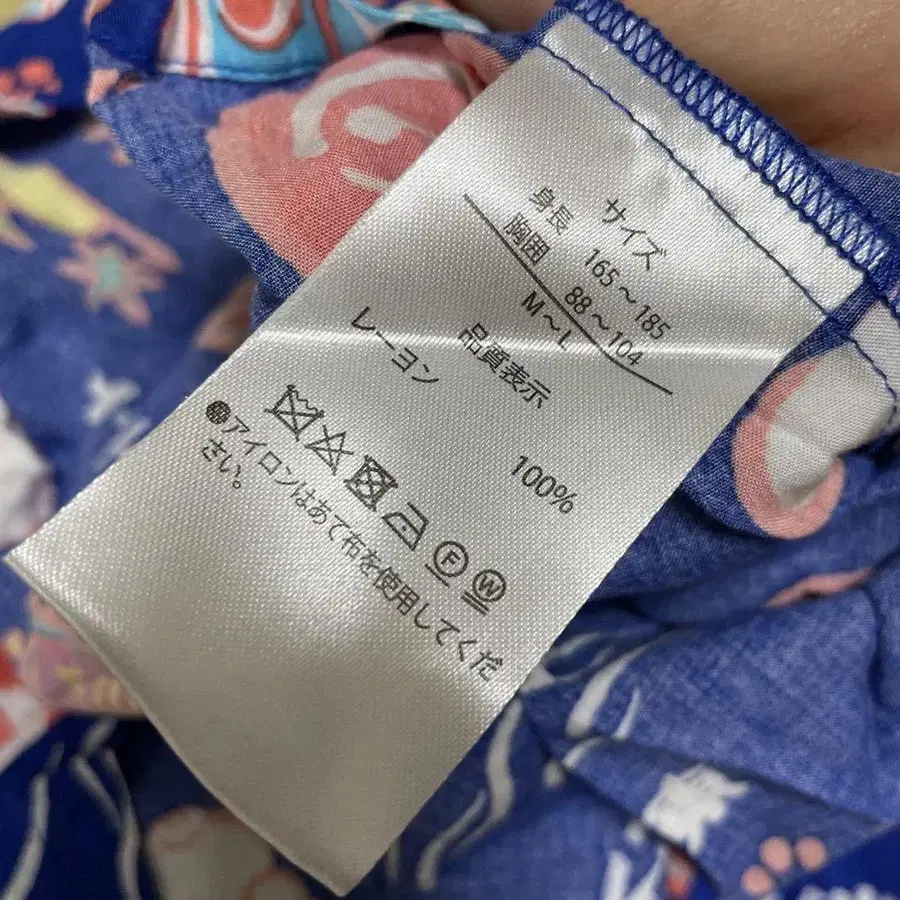 サイズ
身長 165～185
胸囲 88～104
M～L
品質表示
レーヨン 100%
F W
●アイロンはあて布を使用してくだ
さい。